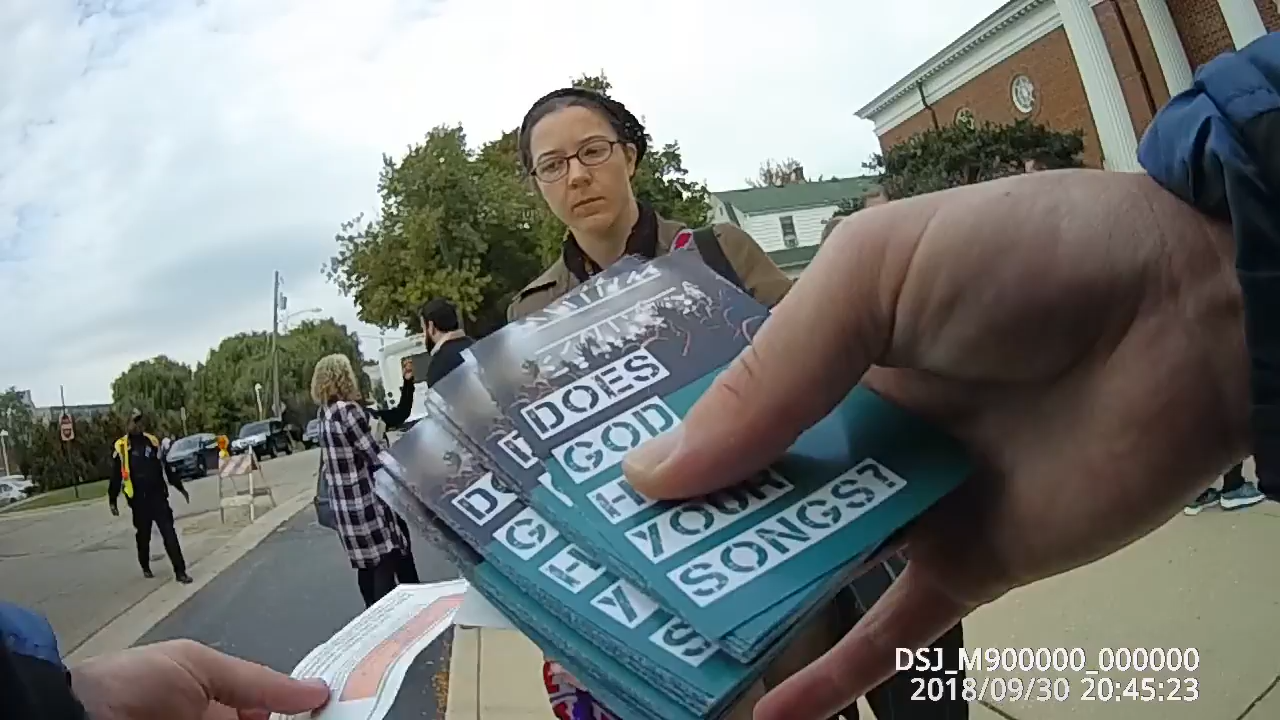 DOES
GOD
H
YOUR
SONGS?
D
G
H
Y
S
DSJ_M900000_000000
2018/09/30 20:45:23